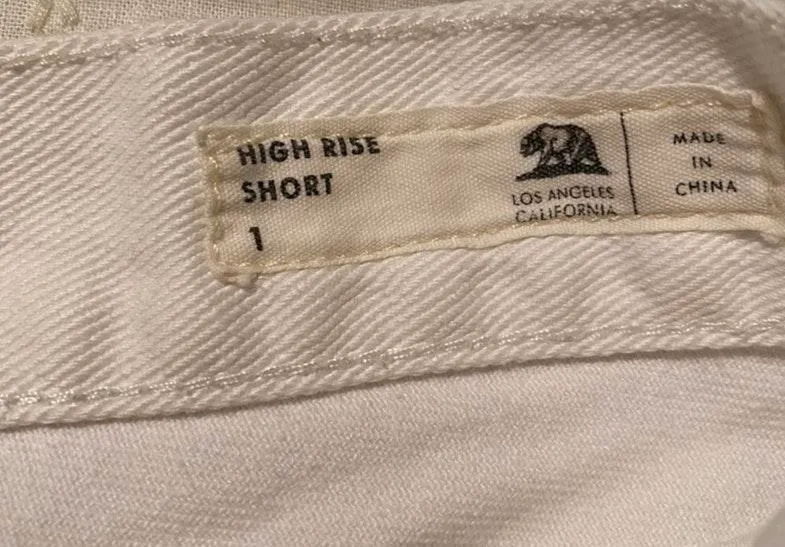 HIGH RISE
SHORT
1
LOS ANGELES
CALIFORNIA
MADE
IN
CHINA